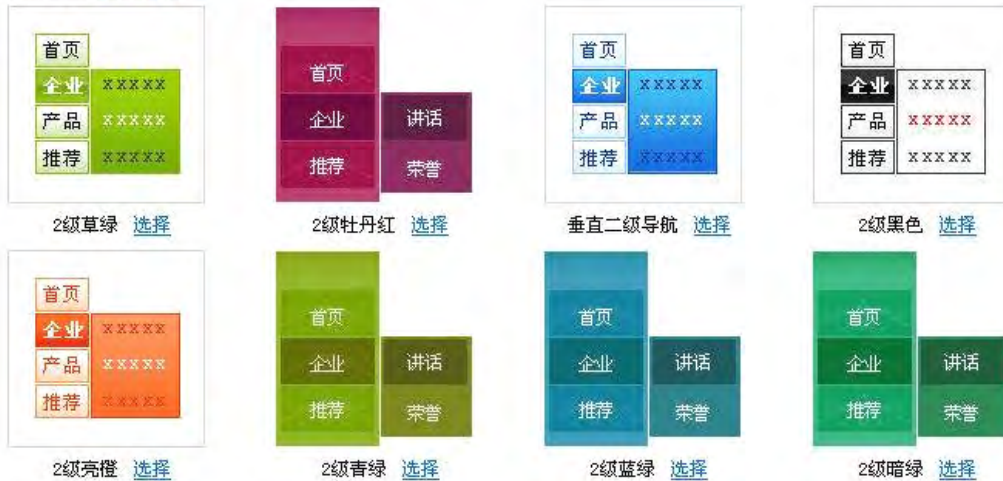 首页
企业 XXXXX
产品 XXXXX
推荐 XXXXX
2级草绿 选择
首页
企业 讲话
推荐 荣誉
2级牡丹红 选择
首页
企业 XXXXX
产品 XXXXX
推荐 XXXXX
垂直二级导航 选择
首页
企业 XXXXX
产品 XXXXX
推荐 XXXXX
2级黑色 选择
首页
企业 XXXXX
产品 XXXXX
推荐 XXXXX
2级亮橙 选择
首页
企业 讲话
推荐 荣誉
2级青绿 选择
首页
企业 讲话
推荐 荣誉
2级蓝绿 选择
首页
企业 讲话
推荐 荣誉
2级暗绿 选择